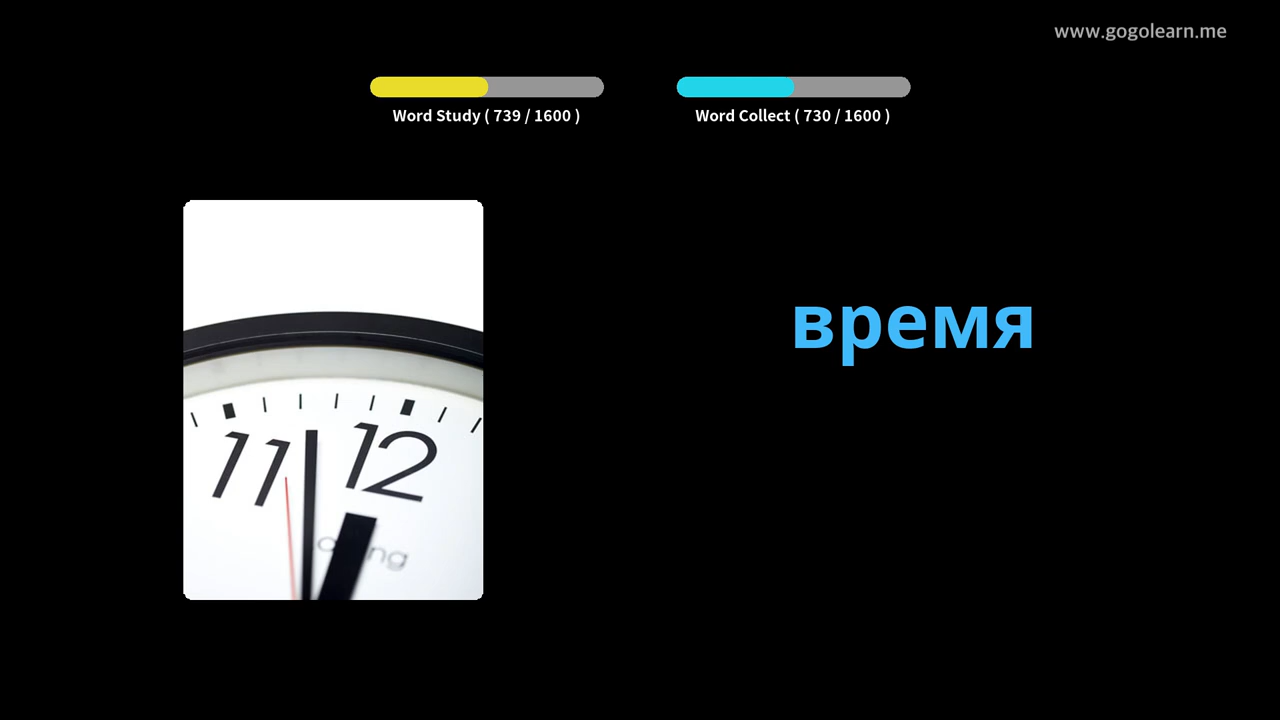 www.gogolearn.me
Word Study ( 739 / 1600 )
Word Collect ( 730 / 1600 )
время
11
12